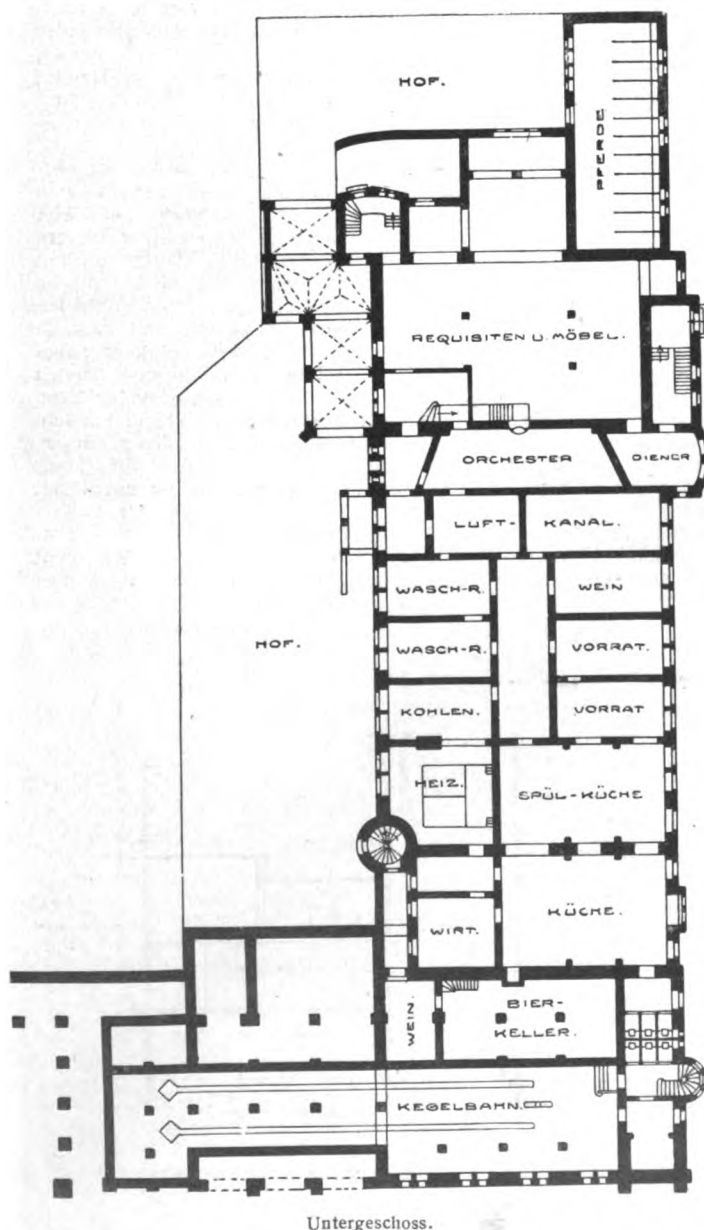 HOF.
PFERDE
REQUISITEN U. MÖBEL.
ORCHESTER
DIENER
LUFT-
KANAL.
WASCH-R.
WEIN
HOF.
WASCH-R.
VORRAT.
KOHLEN.
VORRAT
HEIZ.
SPÜL-KÜCHE
WIRT.
KÜCHE.
WEIN.
BIER-
KELLER.
KEGELBAHN.
Untergeschoss.